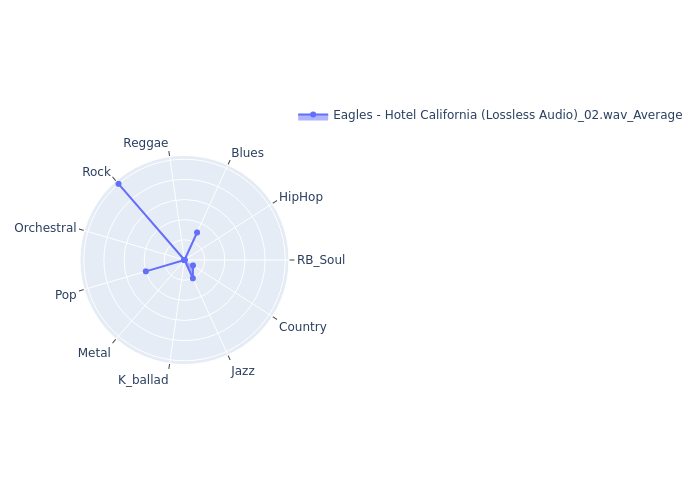 Eagles - Hotel California (Lossless Audio)_02.wav_Average
Reggae
Blues
Rock
HipHop
Orchestral
RB_Soul
Pop
Country
Metal
Jazz
K_ballad